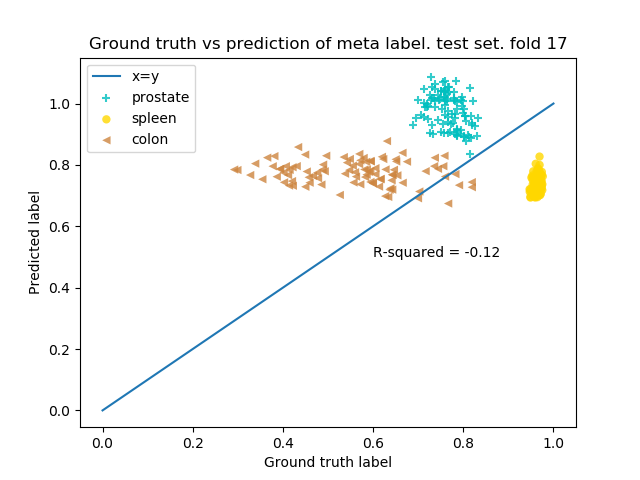 Ground truth vs prediction of meta label. test set. fold 17
x=y
prostate
spleen
colon
R-squared = -0.12
Predicted label
1.0
0.8
0.6
0.4
0.2
0.0
0.0 0.2 0.4 0.6 0.8 1.0
Ground truth label